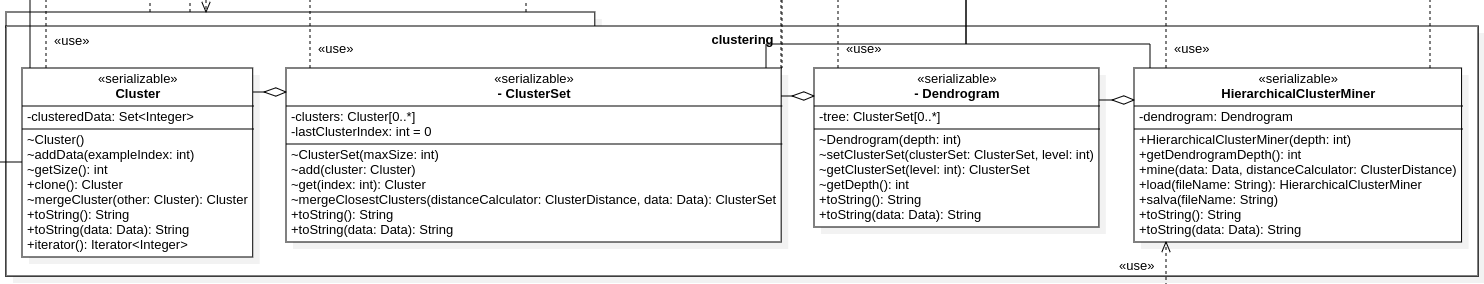 clustering
«use»
«use»
«use»
«use»
«serializable»
Cluster
-clusteredData: Set<Integer>
~Cluster()
~addData(exampleIndex: int)
~getSize(): int
+clone(): Cluster
~mergeCluster(other: Cluster): Cluster
+toString(): String
+toString(data: Data): String
+iterator(): Iterator<Integer>
«serializable»
- ClusterSet
-clusters: Cluster[0..*]
-lastClusterIndex: int = 0
~ClusterSet(maxSize: int)
~add(cluster: Cluster)
~get(index: int): Cluster
~mergeClosestClusters(distanceCalculator: ClusterDistance, data: Data): ClusterSet
+toString(): String
+toString(data: Data): String
«serializable»
- Dendrogram
-tree: ClusterSet[0..*]
~Dendrogram(depth: int)
~setClusterSet(clusterSet: ClusterSet, level: int)
~getClusterSet(level: int): ClusterSet
~getDepth(): int
+toString(): String
+toString(data: Data): String
«serializable»
HierarchicalClusterMiner
-dendrogram: Dendrogram
+HierarchicalClusterMiner(depth: int)
+getDendrogramDepth(): int
+mine(data: Data, distanceCalculator: ClusterDistance)
+load(fileName: String): HierarchicalClusterMiner
+salva(fileName: String)
+toString(): String
+toString(data: Data): String
«use»